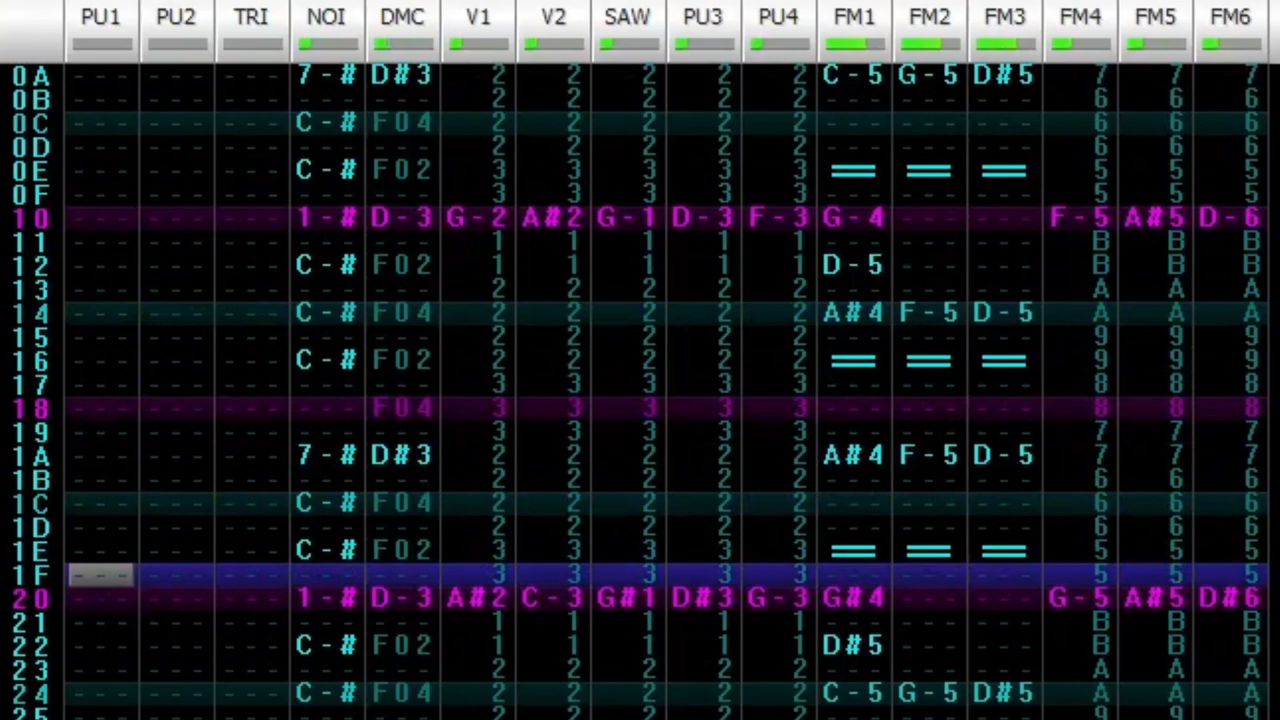 PU1 PU2 TRI NOI DMC V1 V2 SAW PU3 PU4 FM1 FM2 FM3 FM4 FM5 FM6
0A --- --- --- 7-# D#3 2 2 2 2 2 C-5 G-5 D#5 7 7 7
0B --- --- --- --- --- 2 2 2 2 2 --- --- --- 6 6 6
0C --- --- --- C-# F04 2 2 2 2 2 --- --- --- 6 6 6
0D --- --- --- --- --- 2 2 2 2 2 --- --- --- 6 6 6
0E --- --- --- C-# F02 3 3 3 3 3 5 5 5
0F --- --- --- --- --- 3 3 3 3 3 --- --- --- 5 5 5
10 --- --- --- 1-# D-3 G-2 A#2 G-1 D-3 F-3 G-4 --- --- F-5 A#5 D-6
11 --- --- --- --- --- 1 1 1 1 1 --- --- --- B B B
12 --- --- --- C-# F02 1 1 1 1 1 D-5 --- --- B B B
13 --- --- --- --- --- 2 2 2 2 2 --- --- --- A A A
14 --- --- --- C-# F04 2 2 2 2 2 A#4 F-5 D-5 A A A
15 --- --- --- --- --- 2 2 2 2 2 --- --- --- 9 9 9
16 --- --- --- C-# F02 2 2 2 2 2 9 9 9
17 --- --- --- --- --- 3 3 3 3 3 --- --- --- 8 8 8
18 --- --- --- --- F04 3 3 3 3 3 --- --- --- 8 8 8
19 --- --- --- --- --- 3 3 3 3 3 --- --- --- 7 7 7
1A --- --- --- 7-# D#3 2 2 2 2 2 A#4 F-5 D-5 7 7 7
1B --- --- --- --- --- 2 2 2 2 2 --- --- --- 6 6 6
1C --- --- --- C-# F04 2 2 2 2 2 --- --- --- 6 6 6
1D --- --- --- --- --- 2 2 2 2 2 --- --- --- 6 6 6
1E --- --- --- C-# F02 3 3 3 3 3 5 5 5
1F --- --- --- --- --- 3 3 3 3 3 --- --- --- 5 5 5
20 --- --- --- 1-# D-3 A#2 C-3 G#1 D#3 G-3 G#4 --- --- G-5 A#5 D#6
21 --- --- --- --- --- 1 1 1 1 1 --- --- --- B B B
22 --- --- --- C-# F02 1 1 1 1 1 D#5 --- --- B B B
23 --- --- --- --- --- 2 2 2 2 2 --- --- --- A A A
24 --- --- --- C-# F04 2 2 2 2 2 C-5 G-5 D#5 A A A
25 --- --- --- --- --- 2 2 2 2 2 --- --- --- 9 9 9